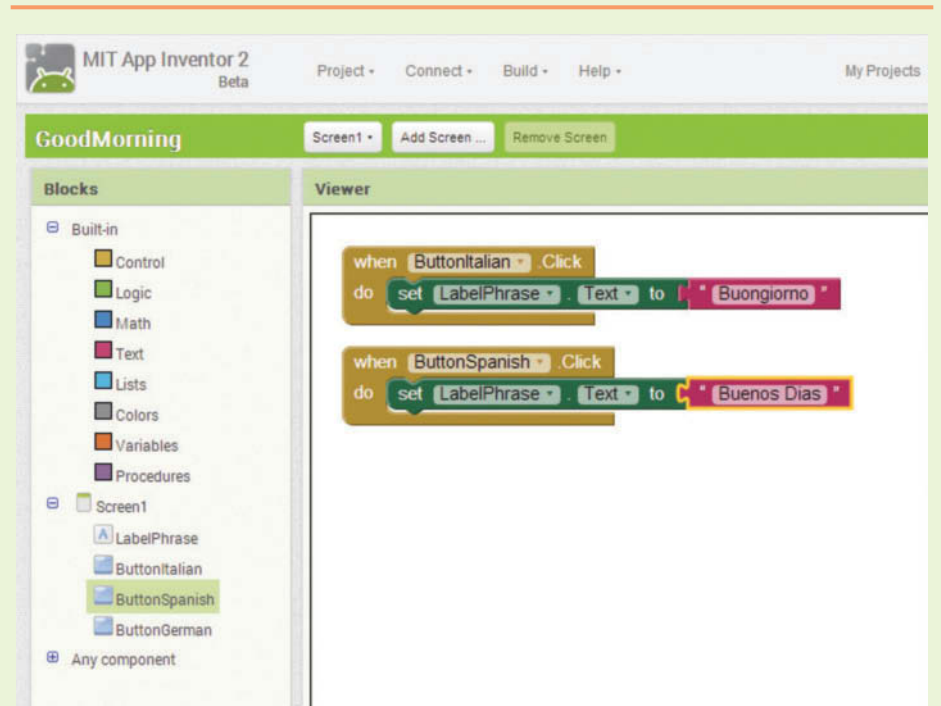 MIT App Inventor 2
Beta
Project Connect Build Help My Projects
GoodMorning Screen1 Add Screen ... Remove Screen
Blocks
Viewer
Built-in
Control
Logic
Math
Text
Lists
Colors
Variables
Procedures
Screen1
A LabelPhrase
ButtonItalian
ButtonSpanish
ButtonGerman
Any component
when ButtonItalian .Click
do set LabelPhrase . Text to " Buongiorno "
when ButtonSpanish .Click
do set LabelPhrase . Text to " Buenos Dias "